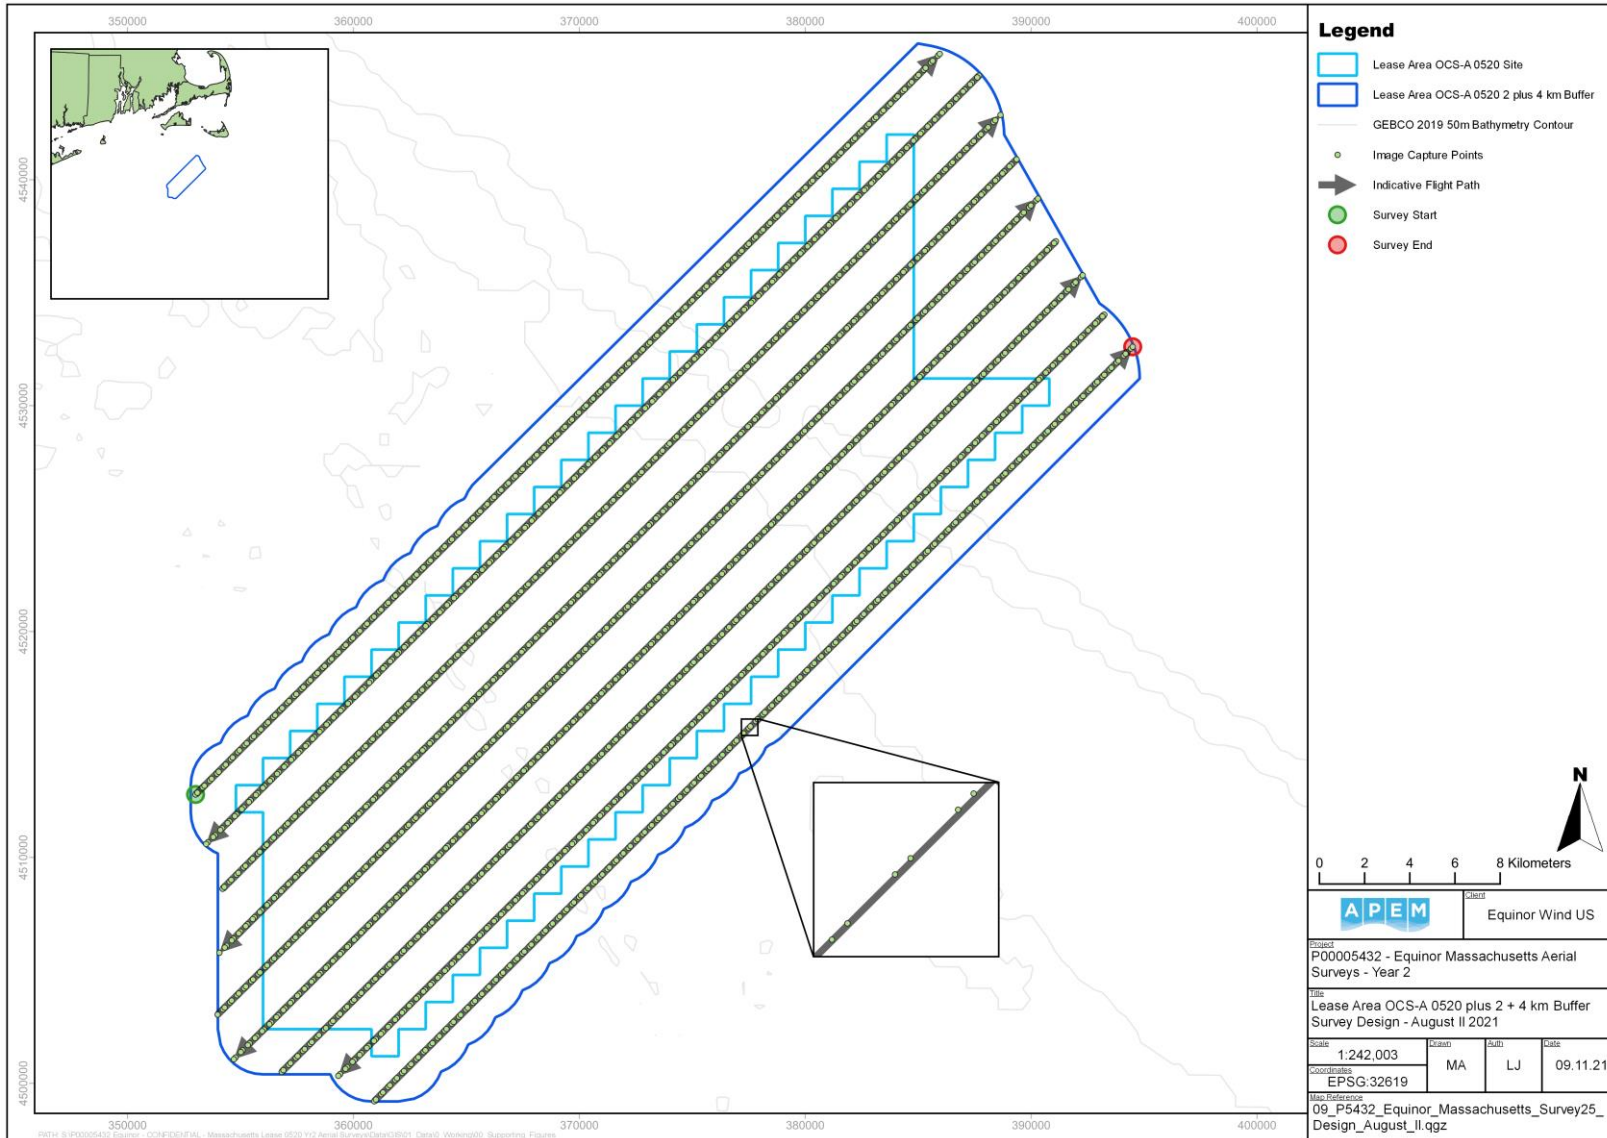 350000
360000
370000
380000
390000
400000
4540000
4530000
4520000
4510000
4500000
350000
360000
370000
380000
390000
400000
Legend
Lease Area OCS-A 0520 Site
Lease Area OCS-A 0520 2 plus 4 km Buffer
GEBCO 2019 50m Bathymetry Contour
Image Capture Points
Indicative Flight Path
Survey Start
Survey End
N
0 2 4 6 8 Kilometers
APEM
Client
Equinor Wind US
Project
P00005432 - Equinor Massachusetts Aerial
Surveys - Year 2
Title
Lease Area OCS-A 0520 plus 2 + 4 km Buffer
Survey Design - August II 2021
Scale
1:242,003
Drawn
MA
Auth
LJ
Date
09.11.21
Coordinates
EPSG:32619
Map Reference
09_P5432_Equinor_Massachusetts_Survey25_
Design_August_II.qgz